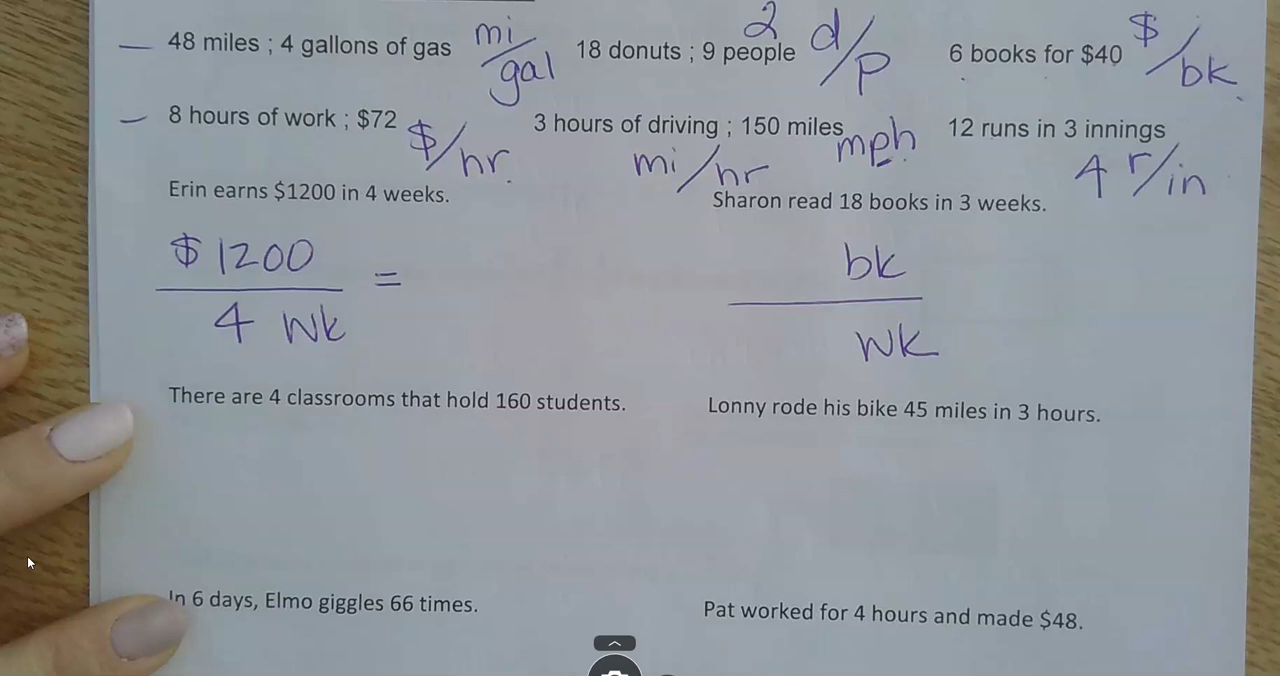 48 miles ; 4 gallons of gas mi/gal 18 donuts ; 9 people 2 d/p 6 books for $40 $/bk
8 hours of work ; $72 $/hr. 3 hours of driving ; 150 miles mi/hr mph. 12 runs in 3 innings 4 r/in
Erin earns $1200 in 4 weeks. Sharon read 18 books in 3 weeks.
$1200 = bk
4 wk wk
There are 4 classrooms that hold 160 students. Lonny rode his bike 45 miles in 3 hours.
In 6 days, Elmo giggles 66 times. Pat worked for 4 hours and made $48.